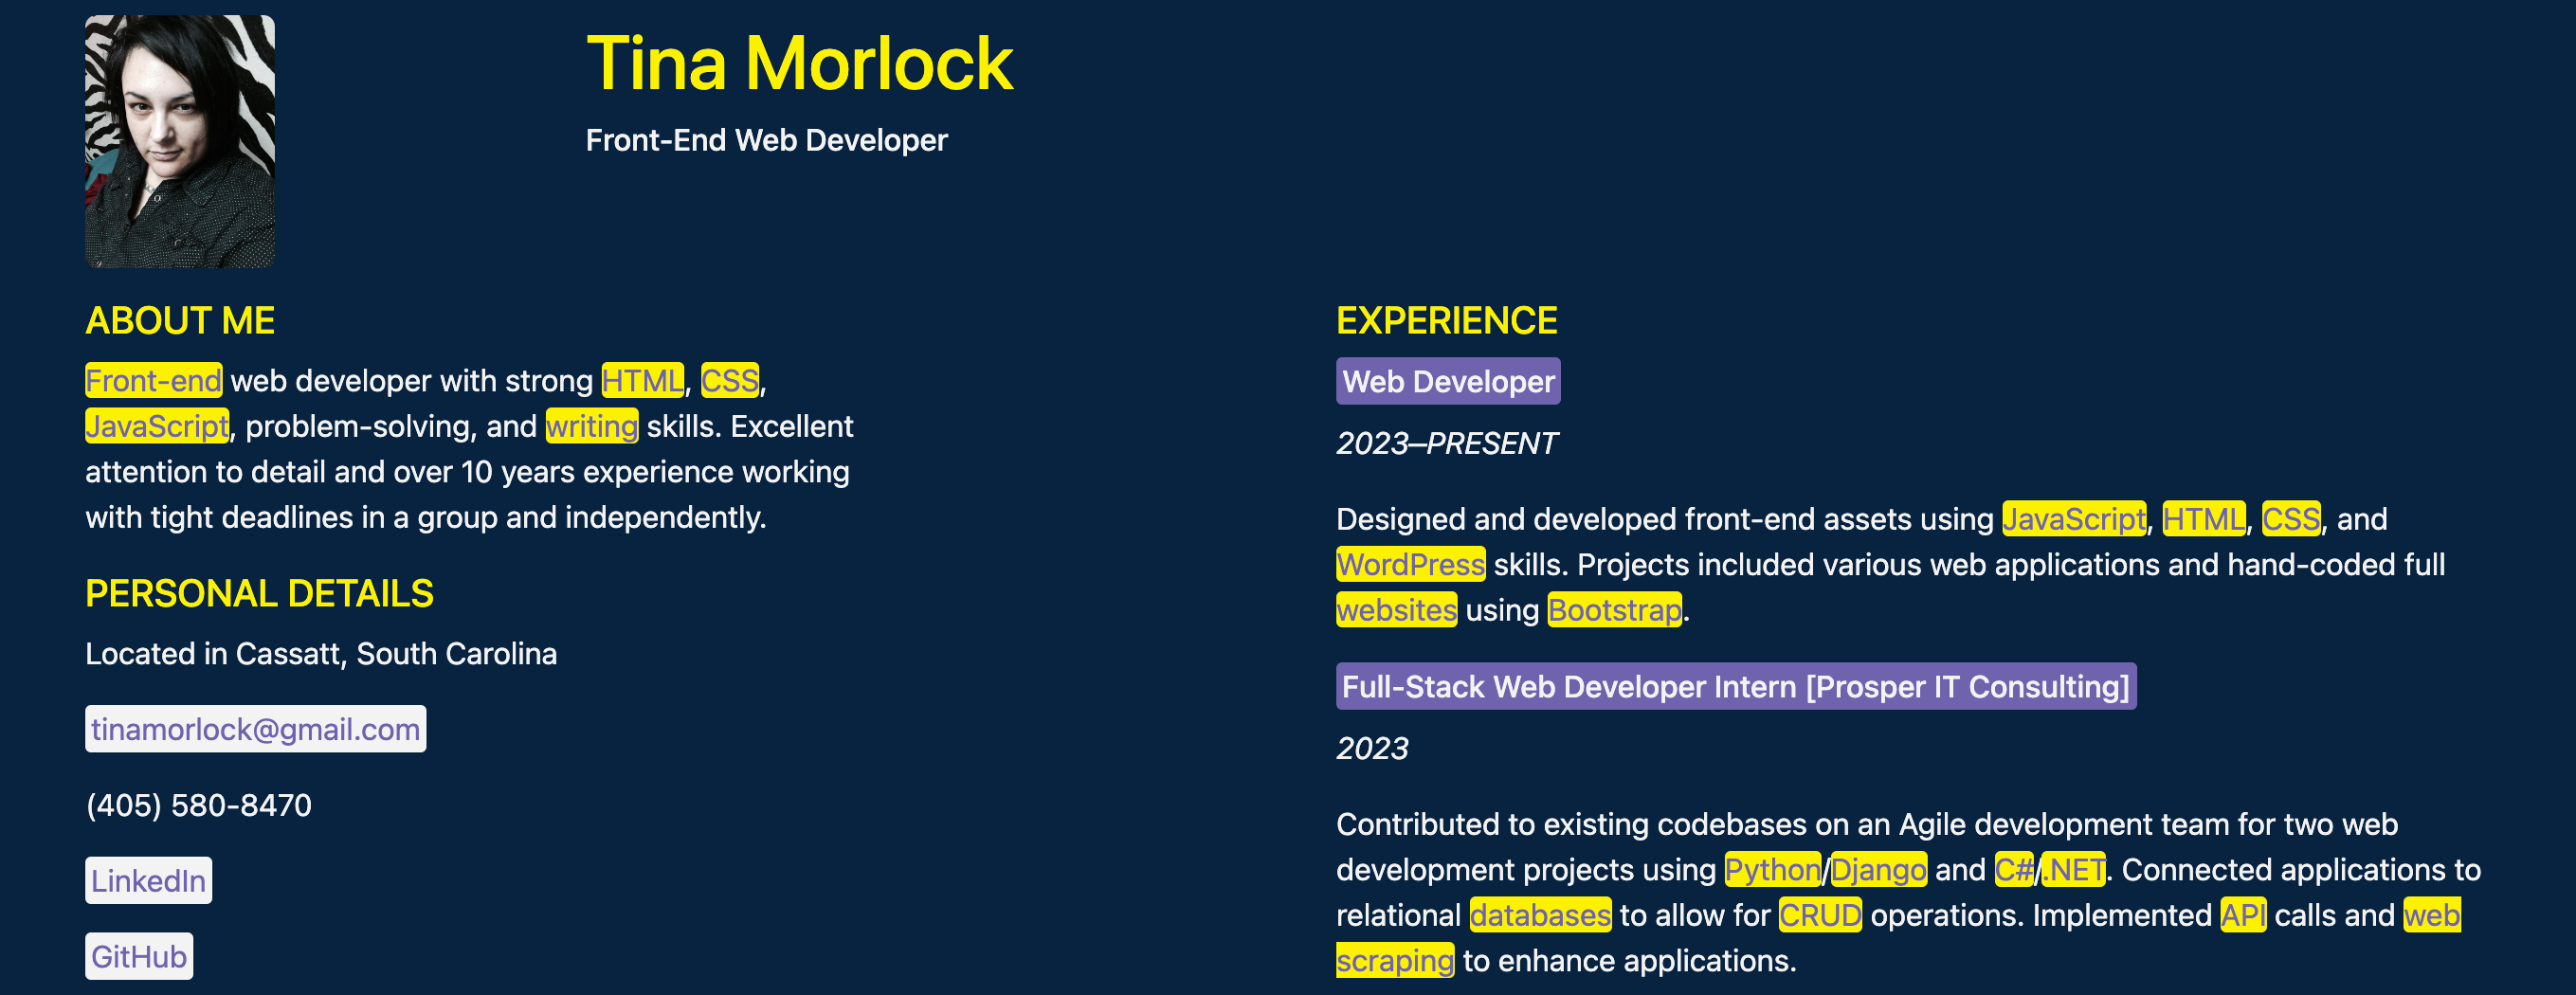 Tina Morlock
Front-End Web Developer
ABOUT ME
Front-end web developer with strong HTML, CSS,
JavaScript, problem-solving, and writing skills. Excellent
attention to detail and over 10 years experience working
with tight deadlines in a group and independently.
PERSONAL DETAILS
Located in Cassatt, South Carolina
tinamorlock@gmail.com
(405) 580-8470
LinkedIn
GitHub
EXPERIENCE
Web Developer
2023—PRESENT
Designed and developed front-end assets using JavaScript, HTML, CSS, and
WordPress skills. Projects included various web applications and hand-coded full
websites using Bootstrap.
Full-Stack Web Developer Intern [Prosper IT Consulting]
2023
Contributed to existing codebases on an Agile development team for two web
development projects using Python/Django and C#/.NET. Connected applications to
relational databases to allow for CRUD operations. Implemented API calls and web
scraping to enhance applications.